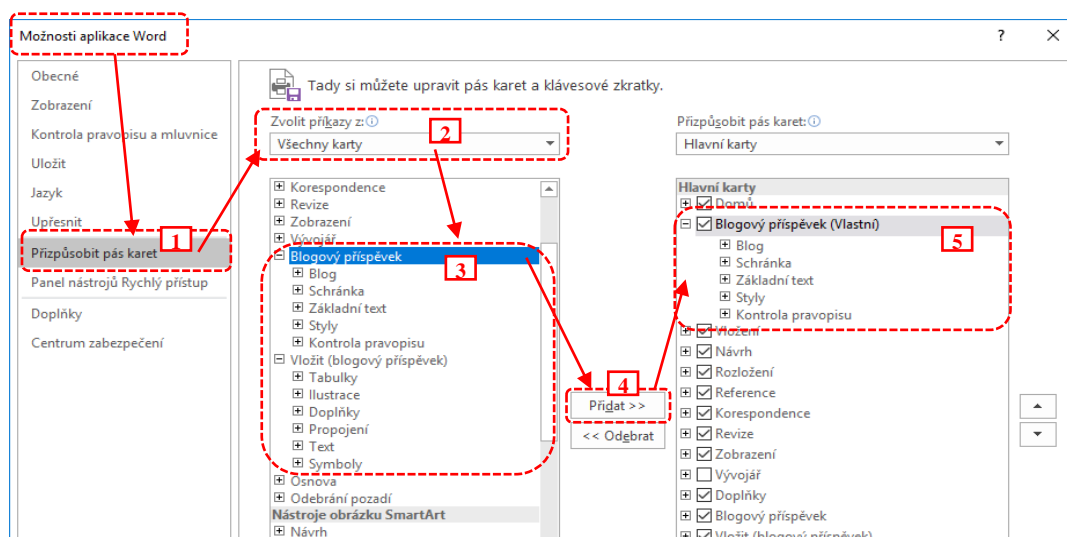 Možnosti aplikace Word
?
Obecné
Zobrazení
Kontrola pravopisu a mluvnice
Uložit
Jazyk
Upřesnit
1
Přizpůsobit pás karet
Panel nástrojů Rychlý přístup
Doplňky
Centrum zabezpečení
Tady si můžete upravit pás karet a klávesové zkratky.
Zvolit příkazy z:
2
Všechny karty
Korespondence
Revize
Zobrazení
Vývojář
Blogový příspěvek
3
Blog
Schránka
Základní text
Styly
Kontrola pravopisu
Vložit (blogový příspěvek)
Tabulky
Ilustrace
Doplňky
Propojení
Text
Symboly
Osnova
Odebrání pozadí
Nástroje obrázku SmartArt
Návrh
4
Přidat >>
<< Odebrat
Přizpůsobit pás karet:
Hlavní karty
Hlavní karty
Domů
Blogový příspěvek (Vlastní)
5
Blog
Schránka
Základní text
Styly
Kontrola pravopisu
Vložení
Návrh
Rozložení
Reference
Korespondence
Revize
Zobrazení
Vývojář
Doplňky
Blogový příspěvek
Vložit (blogový příspěvek)